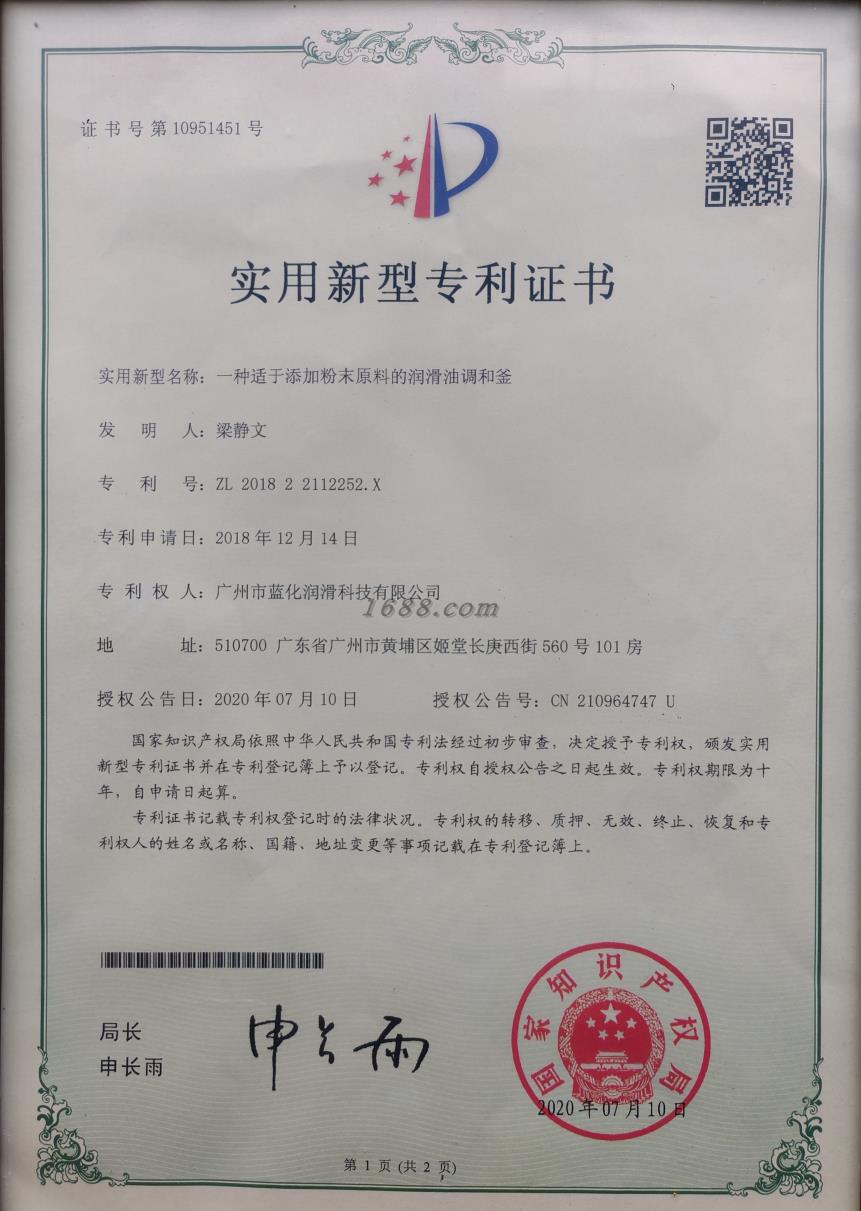 证书号第10951451号
实用新型专利证书
实用新型名称：一种适于添加粉末原料的润滑油调和釜
发明人：梁静文
专利号：ZL 2018 2 2112252.X
专利申请日：2018年12月14日
专利权人：广州市蓝化润滑科技有限公司
1688.com
地址：510700 广东省广州市黄埔区姬堂长庚西街560号101房
授权公告日：2020年07月10日 授权公告号：CN 210964747 U
国家知识产权局依照中华人民共和国专利法经过初步审查，决定授予专利权，颁发实用
新型专利证书并在专利登记簿上予以登记。专利权自授权公告之日起生效。专利权期限为十
年，自申请日起算。
专利证书记载专利权登记时的法律状况。专利权的转移、质押、无效、终止、恢复和专
利权人的姓名或名称、国籍、地址变更等事项记载在专利登记簿上。
局长
申长雨
申长雨
国家知识产权局
2020年07月10日
第1页(共2页)